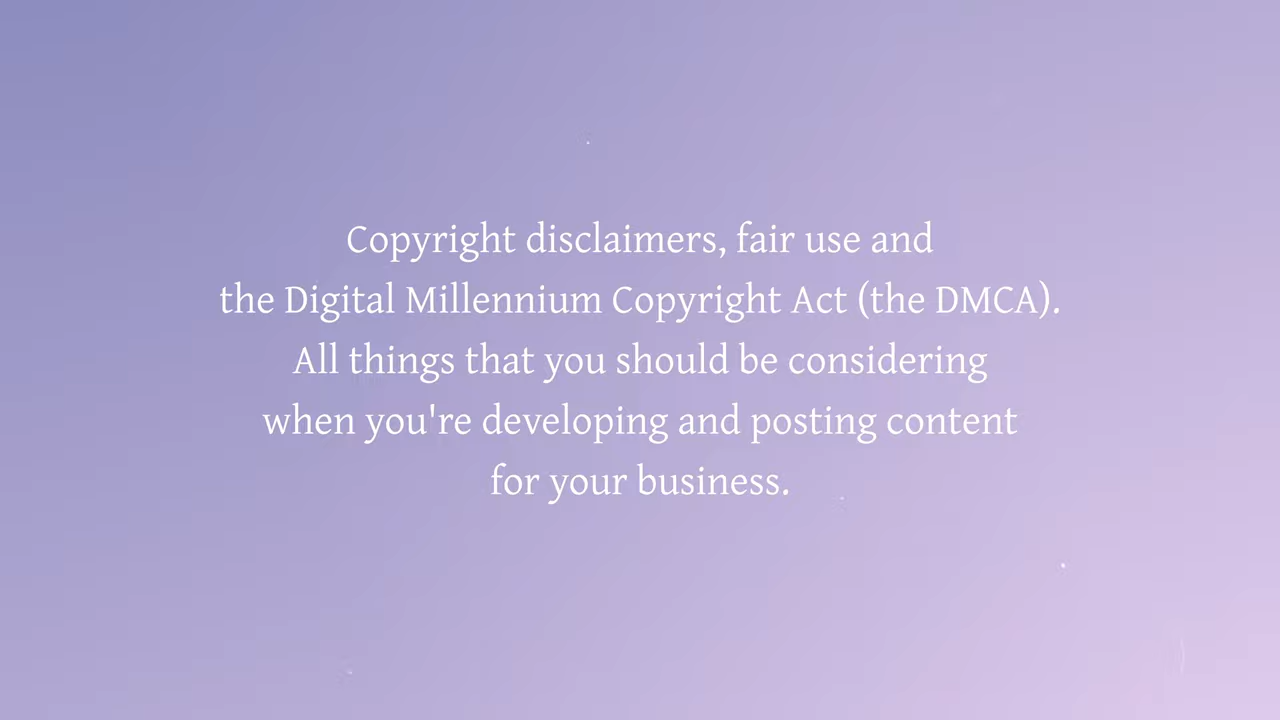 Copyright disclaimers, fair use and
the Digital Millennium Copyright Act (the DMCA).
All things that you should be considering
when you're developing and posting content
for your business.